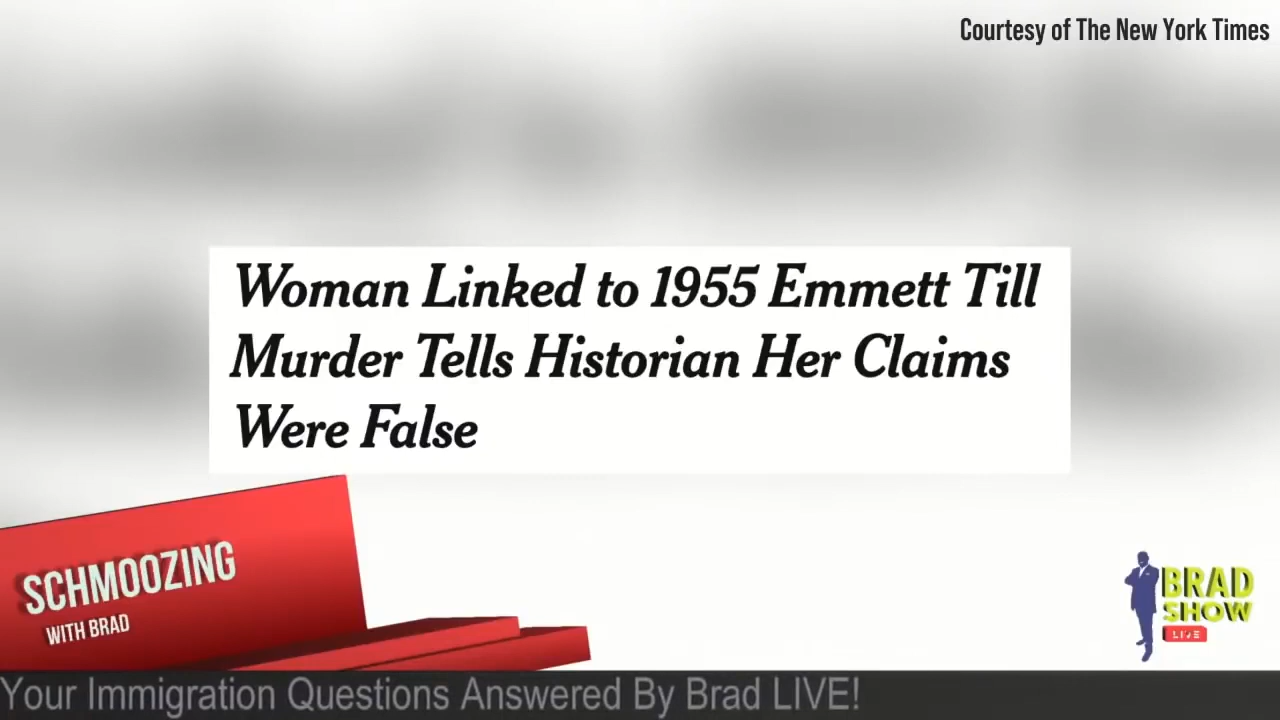 Courtesy of The New York Times
Woman Linked to 1955 Emmett Till
Murder Tells Historian Her Claims
Were False
SCHMOOZING
WITH BRAD
BRAD
SHOW
LIVE
Your Immigration Questions Answered By Brad LIVE!